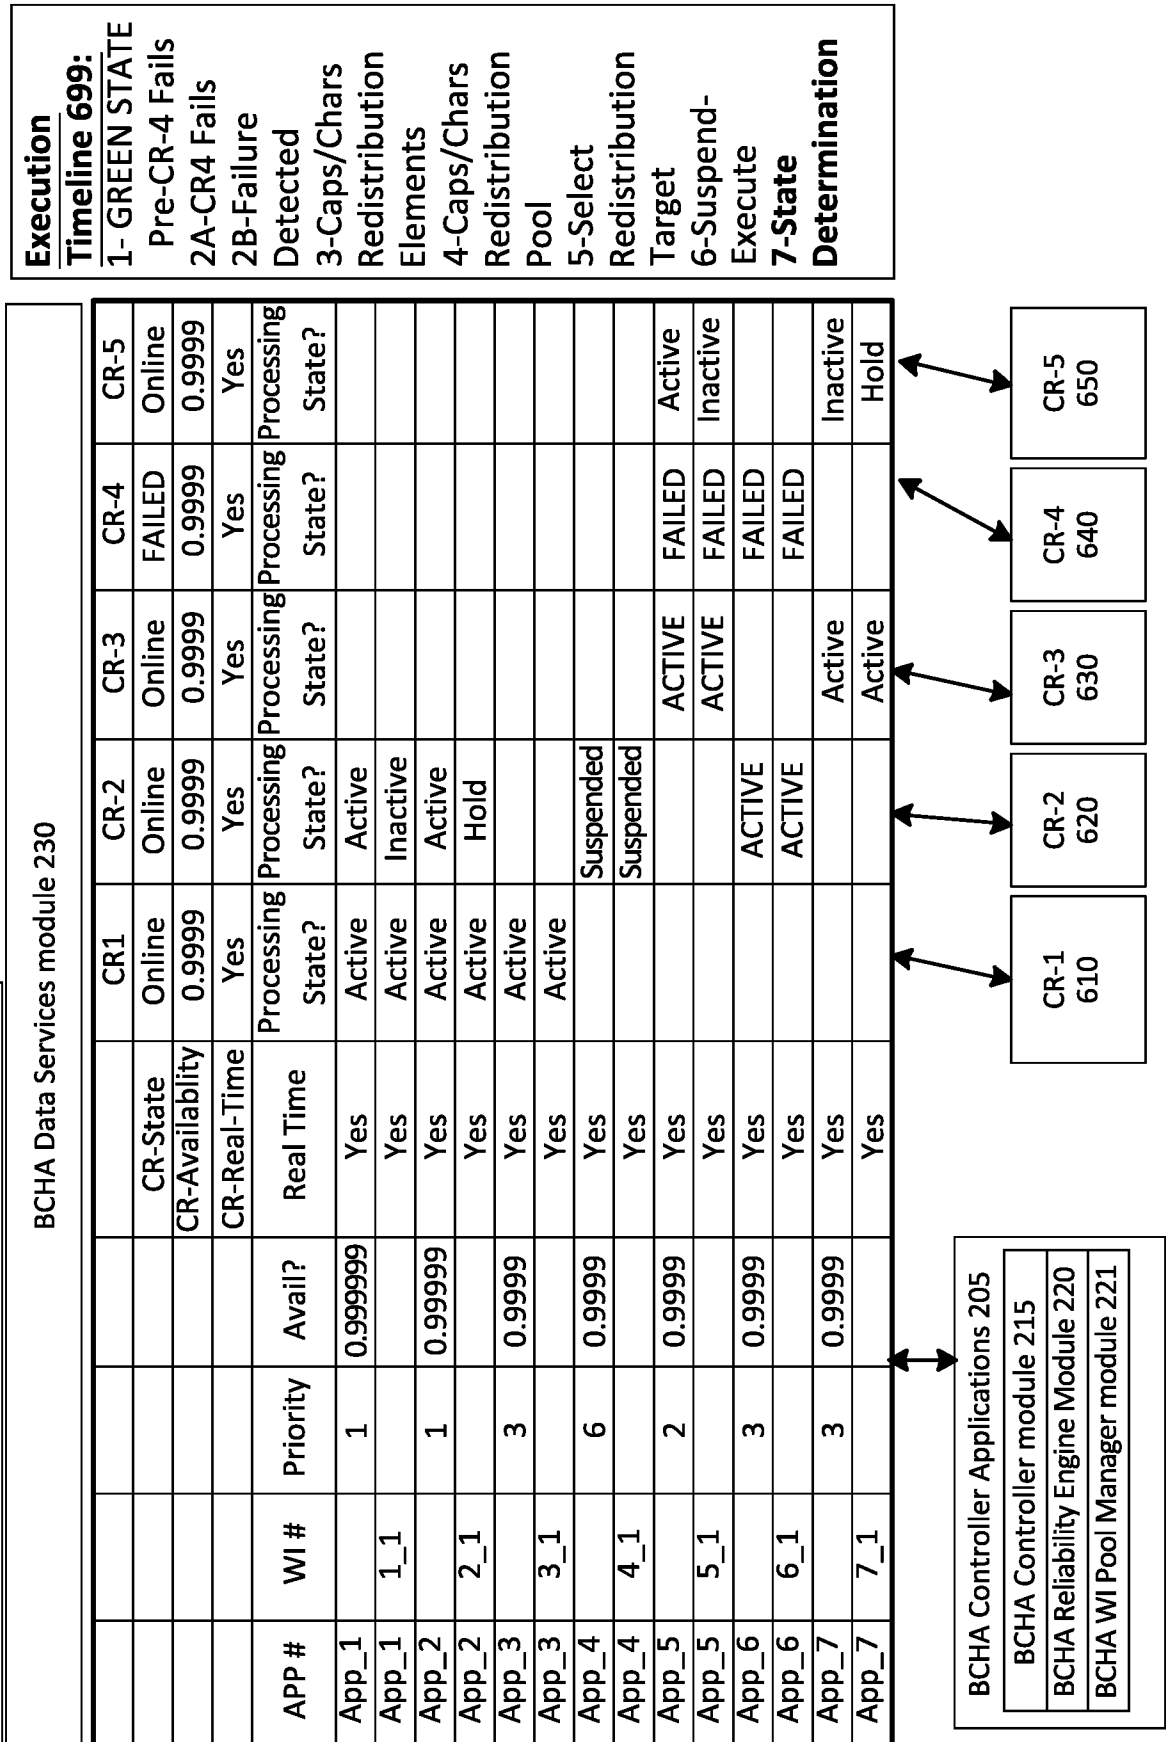 BCHA Data Services module 230
CR1 CR-2 CR-3 CR-4 CR-5
CR-State Online Online Online FAILED Online
CR-Availablity 0.9999 0.9999 0.9999 0.9999 0.9999
CR-Real-Time Yes Yes Yes Yes Yes
APP # WI # Priority Avail? Real Time Processing State? Processing State? Processing State? Processing State? Processing State?
App_1 1 0.999999 Yes Active Active
App_1 1_1 Yes Active Inactive
App_2 1 0.99999 Yes Active Active
App_2 2_1 Yes Active Hold
App_3 3 0.9999 Yes Active
App_3 3_1 Yes Active
App_4 6 0.9999 Yes Suspended
App_4 4_1 Yes Suspended
App_5 2 0.9999 Yes ACTIVE FAILED Active
App_5 5_1 Yes ACTIVE FAILED Inactive
App_6 3 0.9999 Yes ACTIVE FAILED
App_6 6_1 Yes ACTIVE FAILED
App_7 3 0.9999 Yes Active Inactive
App_7 7_1 Yes Active Hold
Execution
Timeline 699:
1- GREEN STATE
Pre-CR-4 Fails
2A-CR4 Fails
2B-Failure
Detected
3-Caps/Chars
Redistribution
Elements
4-Caps/Chars
Redistribution
Pool
5-Select
Redistribution
Target
6-Suspend-
Execute
7-State
Determination
BCHA Controller Applications 205
BCHA Controller module 215
BCHA Reliability Engine Module 220
BCHA WI Pool Manager module 221
CR-1
610
CR-2
620
CR-3
630
CR-4
640
CR-5
650